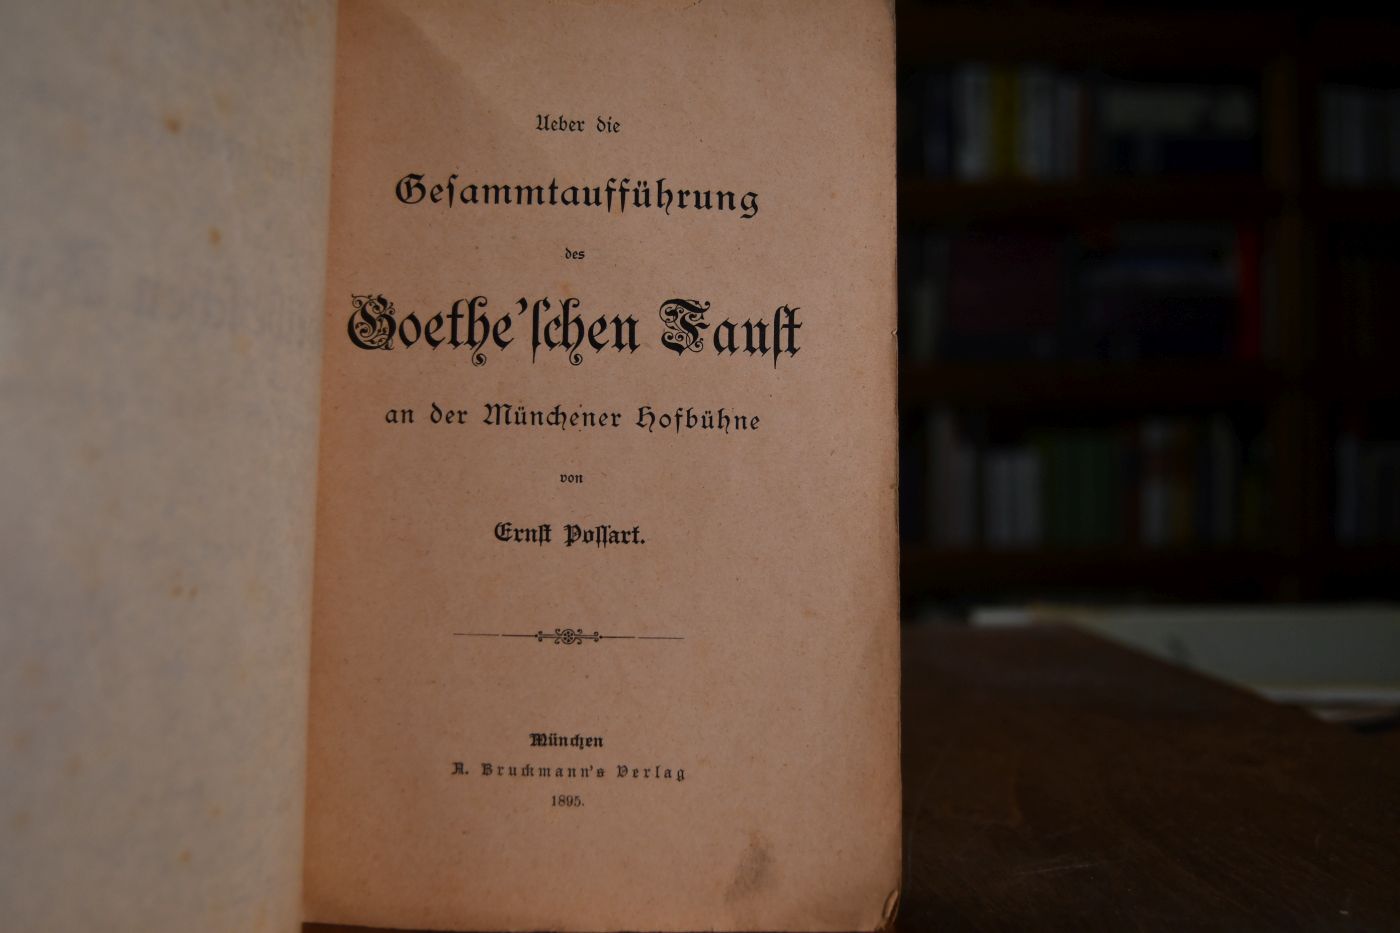 Ueber die
Gesammtaufführung
des
Goethe'schen Faust
an der Münchener Hofbühne
von
Ernst Possart.
München
A. Bruckmann's Verlag
1895.